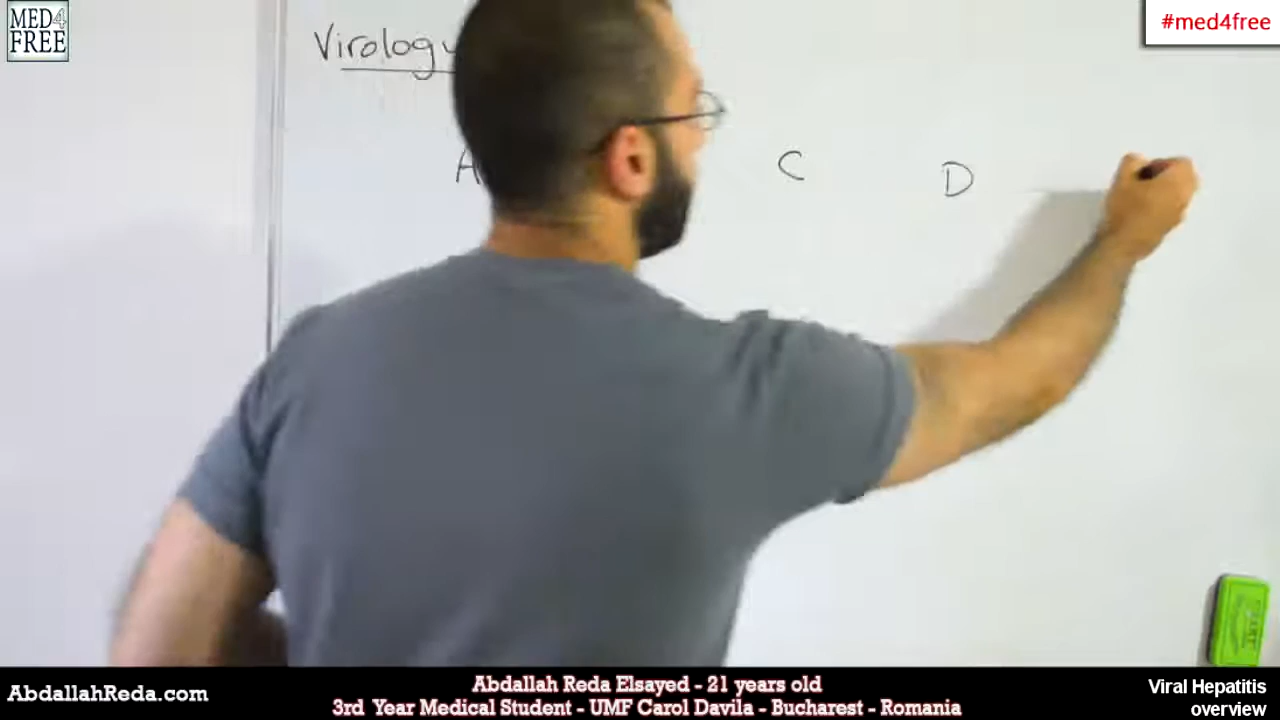 MED4
FREE
#med4free
Virology
A C D
AbdallahReda.com
Abdallah Reda Elsayed - 21 years old
3rd Year Medical Student - UMF Carol Davila - Bucharest - Romania
Viral Hepatitis
overview